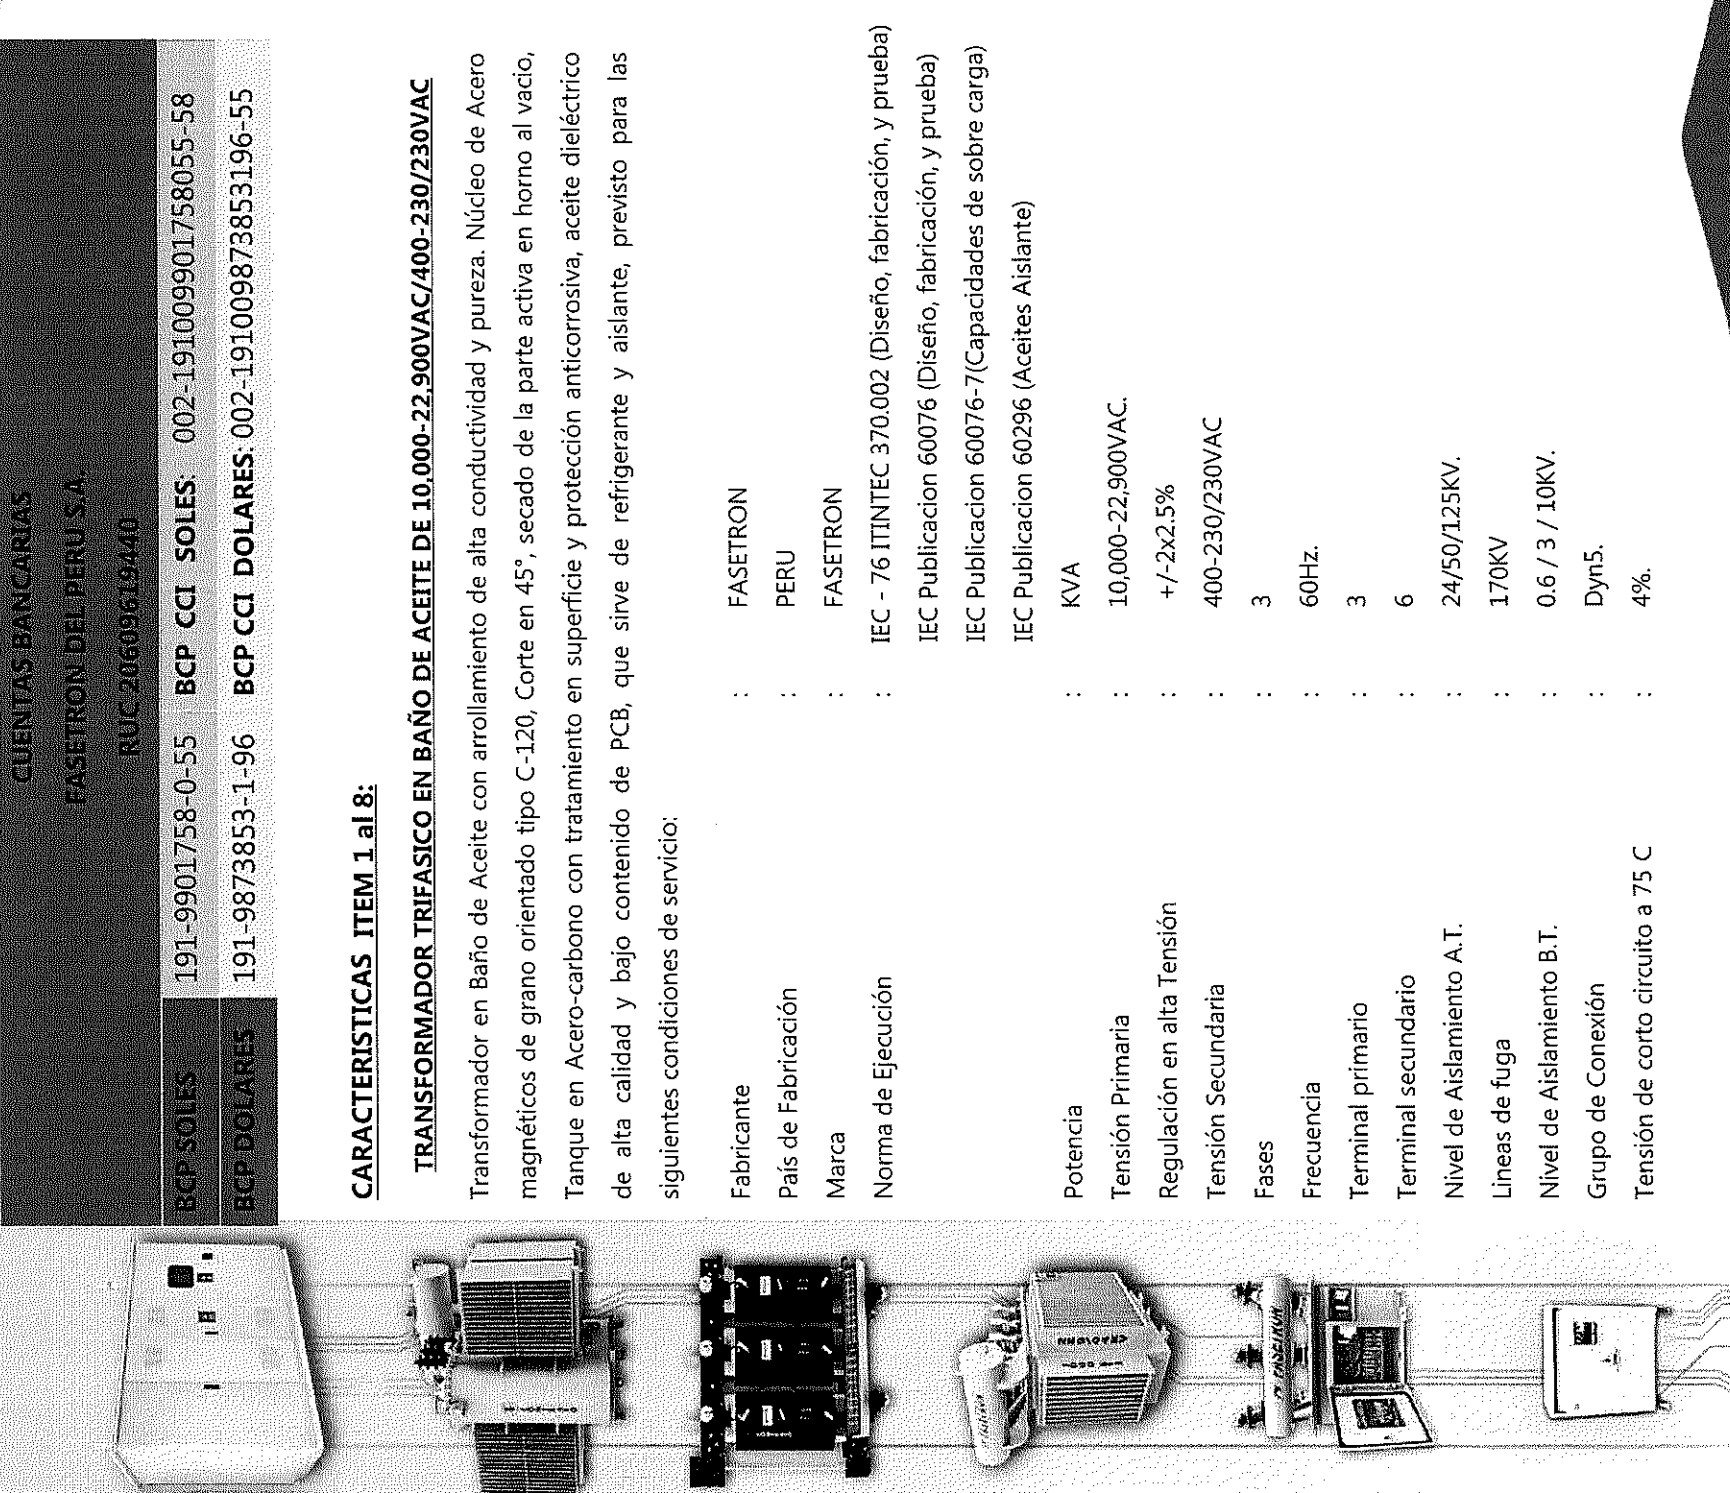 CUENTAS BANCARIAS
FASETRON DEL PERU S.A.
RUC 20609619440
BCP SOLES 191-9901758-0-55 BCP CCI SOLES: 002-191009901758055-58
BCP DOLARES 191-9873853-1-96 BCP CCI DOLARES: 002-191009873853196-55
CARACTERISTICAS ITEM 1 al 8:
TRANSFORMADOR TRIFASICO EN BAÑO DE ACEITE DE 10,000-22,900VAC/400-230/230VAC
Transformador en Baño de Aceite con arrollamiento de alta conductividad y pureza. Núcleo de Acero
magnéticos de grano orientado tipo C-120, Corte en 45°, secado de la parte activa en horno al vacio,
Tanque en Acero-carbono con tratamiento en superficie y protección anticorrosiva, aceite dieléctrico
de alta calidad y bajo contenido de PCB, que sirve de refrigerante y aislante, previsto para las
siguientes condiciones de servicio:
Fabricante : FASETRON
País de Fabricación : PERU
Marca : FASETRON
Norma de Ejecución : IEC – 76 ITINTEC 370.002 (Diseño, fabricación, y prueba)
IEC Publicacion 60076 (Diseño, fabricación, y prueba)
IEC Publicacion 60076-7(Capacidades de sobre carga)
IEC Publicacion 60296 (Aceites Aislante)
Potencia : KVA
Tensión Primaria : 10,000-22,900VAC.
Regulación en alta Tensión : +/-2x2.5%
Tensión Secundaria : 400-230/230VAC
Fases : 3
Frecuencia : 60Hz.
Terminal primario : 3
Terminal secundario : 6
Nivel de Aislamiento A.T. : 24/50/125KV.
Lineas de fuga : 170KV
Nivel de Aislamiento B.T. : 0.6 / 3 / 10KV.
Grupo de Conexión : Dyn5.
Tensión de corto circuito a 75 C : 4%.
FASETRON